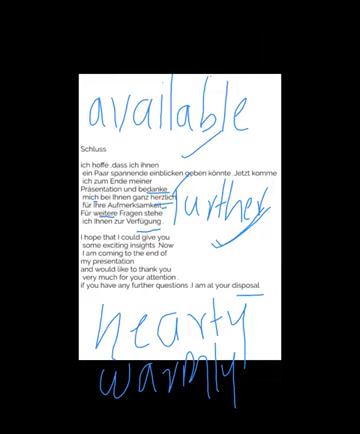 available
Schluss
ich hoffe ,dass ich ihnen
ein Paar spannende einblicken geben könnte .Jetzt komme
ich zum Ende meiner
Präsentation und bedanke
mich bei Ihnen ganz herzlich
für Ihre Aufmerksamkeit
Further
Für weitere Fragen stehe
ich Ihnen zur Verfügung .
I hope that I could give you
some exciting insights .Now
I am coming to the end of
my presentation
and would like to thank you
very much for your attention .
if you have any further questions .I am at your disposal
hearty
warmly